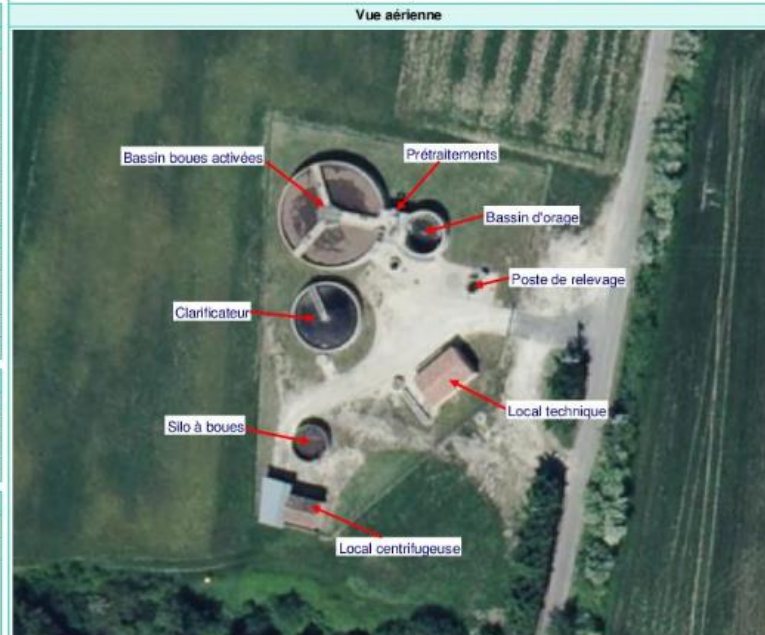 Vue aérienne
Bassin boues activées
Prétraitements
Bassin d'orage
Poste de relevage
Clarificateur
Local technique
Silo à boues
Local centrifugeuse